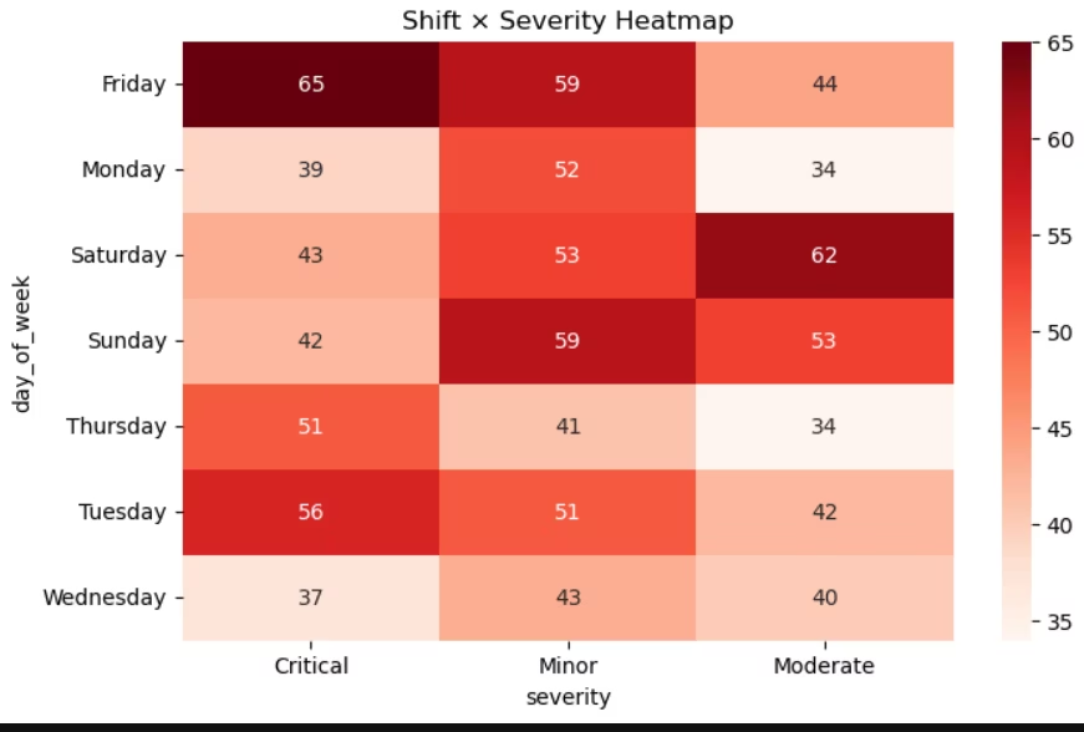 Shift × Severity Heatmap
Friday 65 59 44
Monday 39 52 34
Saturday 43 53 62
Sunday 42 59 53
Thursday 51 41 34
Tuesday 56 51 42
Wednesday 37 43 40
Critical Minor Moderate
severity
day_of_week
65
60
55
50
45
40
35